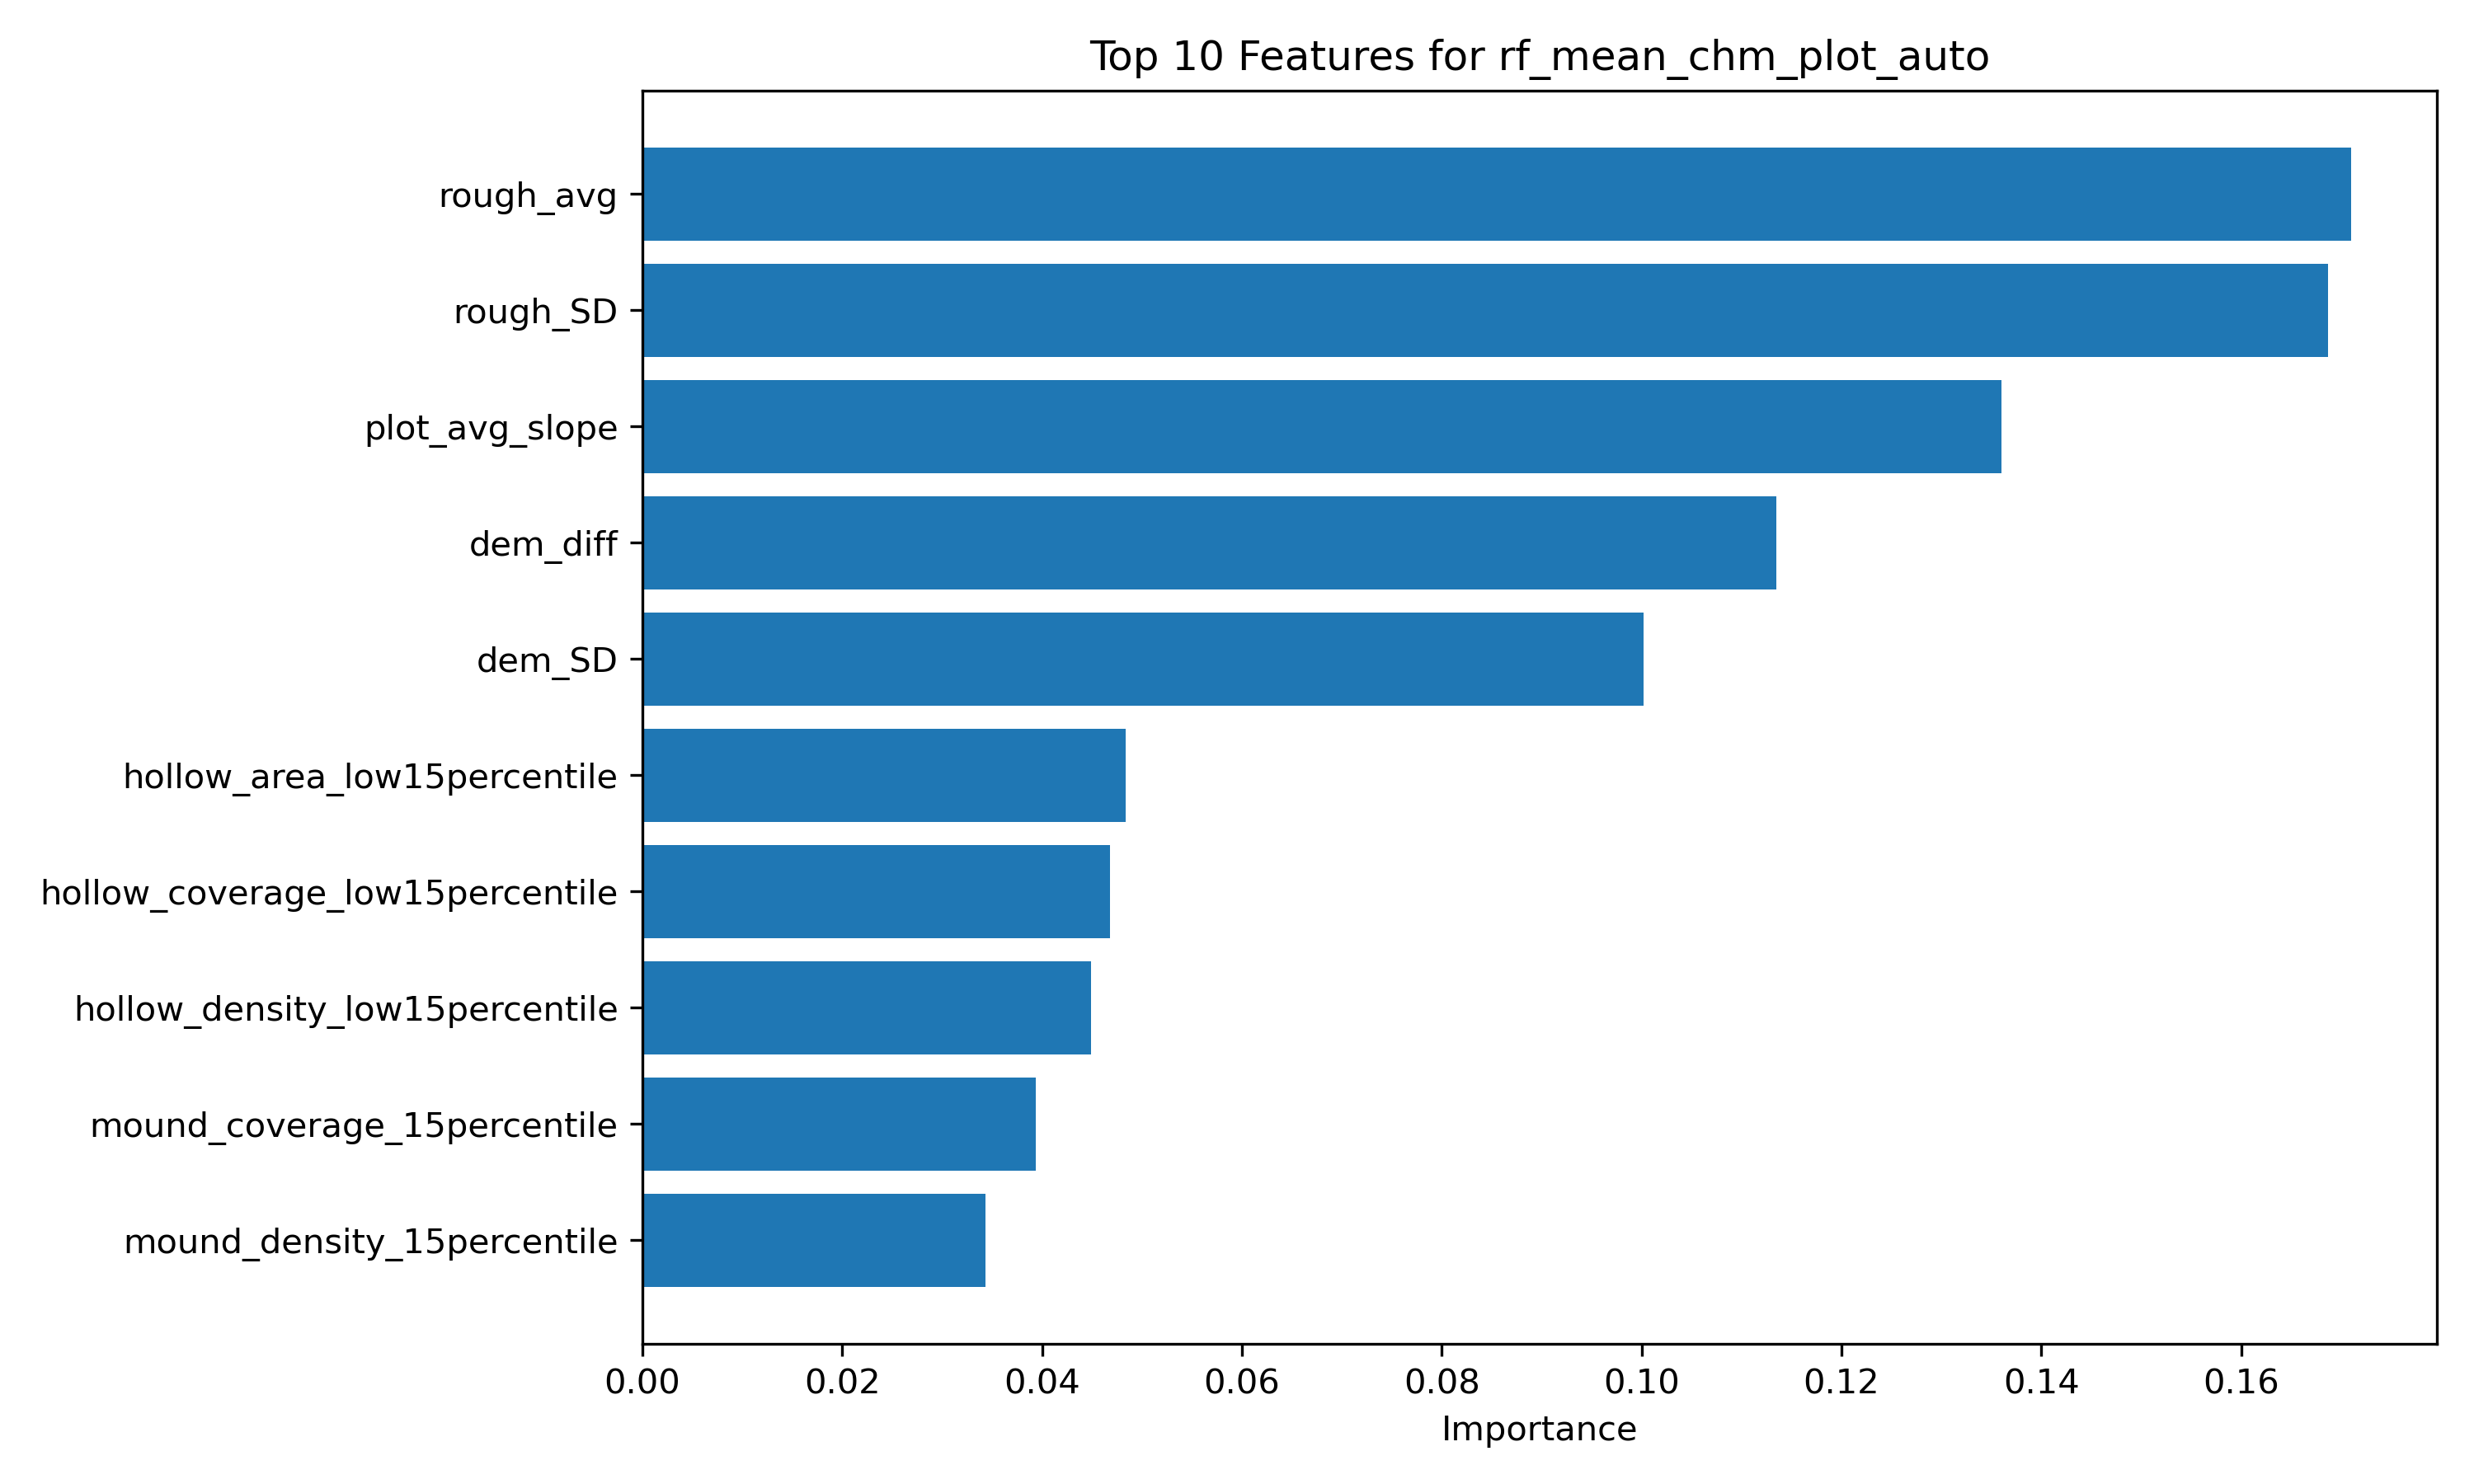 Top 10 Features for rf_mean_chm_plot_auto
rough_avg
rough_SD
plot_avg_slope
dem_diff
dem_SD
hollow_area_low15percentile
hollow_coverage_low15percentile
hollow_density_low15percentile
mound_coverage_15percentile
mound_density_15percentile
0.00 0.02 0.04 0.06 0.08 0.10 0.12 0.14 0.16
Importance